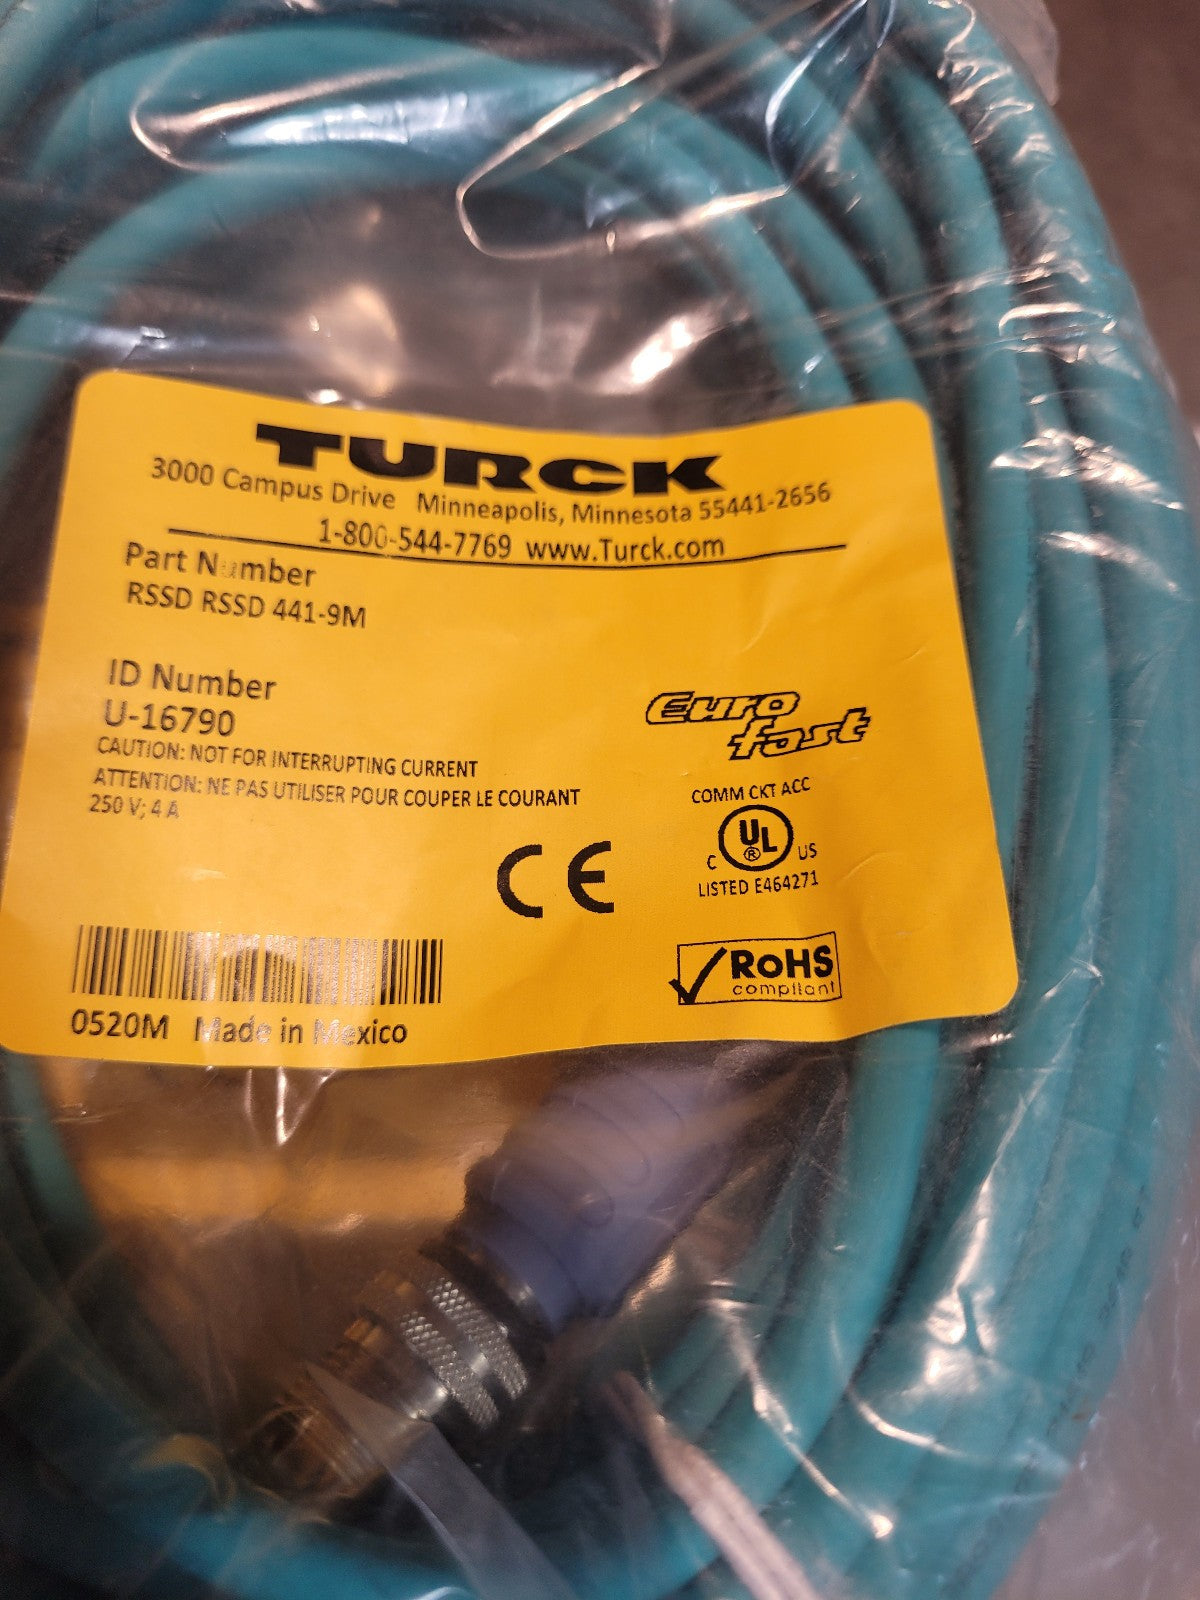 TURCK
3000 Campus Drive Minneapolis, Minnesota 55441-2656
1-800-544-7769 www.Turck.com
Part Number
RSSD RSSD 441-9M
ID Number
U-16790
CAUTION: NOT FOR INTERRUPTING CURRENT
ATTENTION: NE PAS UTILISER POUR COUPER LE COURANT
250 V; 4 A
Euro
fast
COMM CKT ACC
C UL ® US
LISTED E464271
CE
RoHS
compliant
0520M Made in Mexico